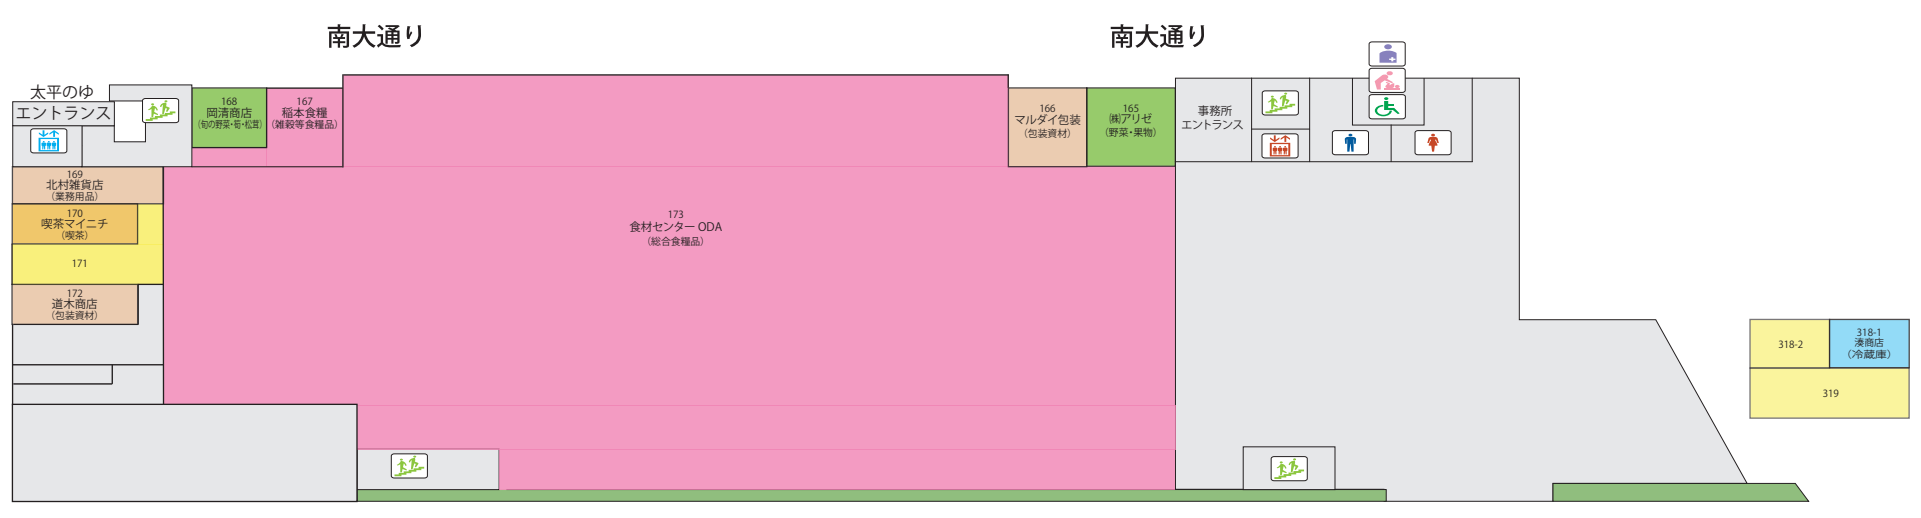 南大通り
南大通り
太平のゆ
エントランス
168
岡清商店
(旬の野菜・筍・松茸)
167
稲本食糧
(雑穀等食糧品)
166
マルダイ包装
(包装資材)
165
㈱アリゼ
(野菜・果物)
事務所
エントランス
169
北村雑貨店
(業務用品)
170
喫茶マイニチ
(喫茶)
171
172
道木商店
(包装資材)
173
食材センター ODA
(総合食糧品)
318-2
318-1
湊商店
(冷蔵庫)
319